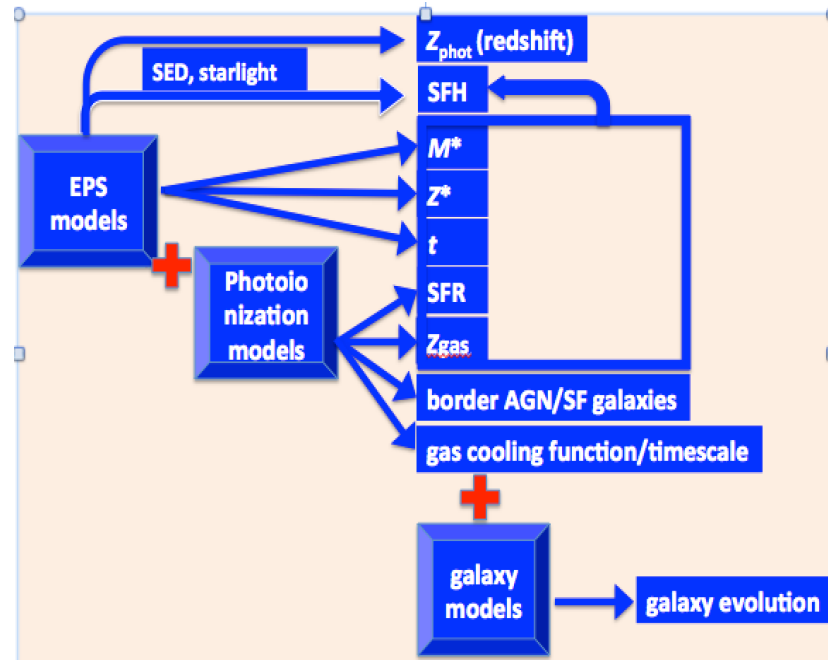 Zphot (redshift)
SED, starlight
SFH
M*
EPS
models
Z*
t
Photoio
nization
models
SFR
Zgas
border AGN/SF galaxies
gas cooling function/timescale
galaxy
models
galaxy evolution